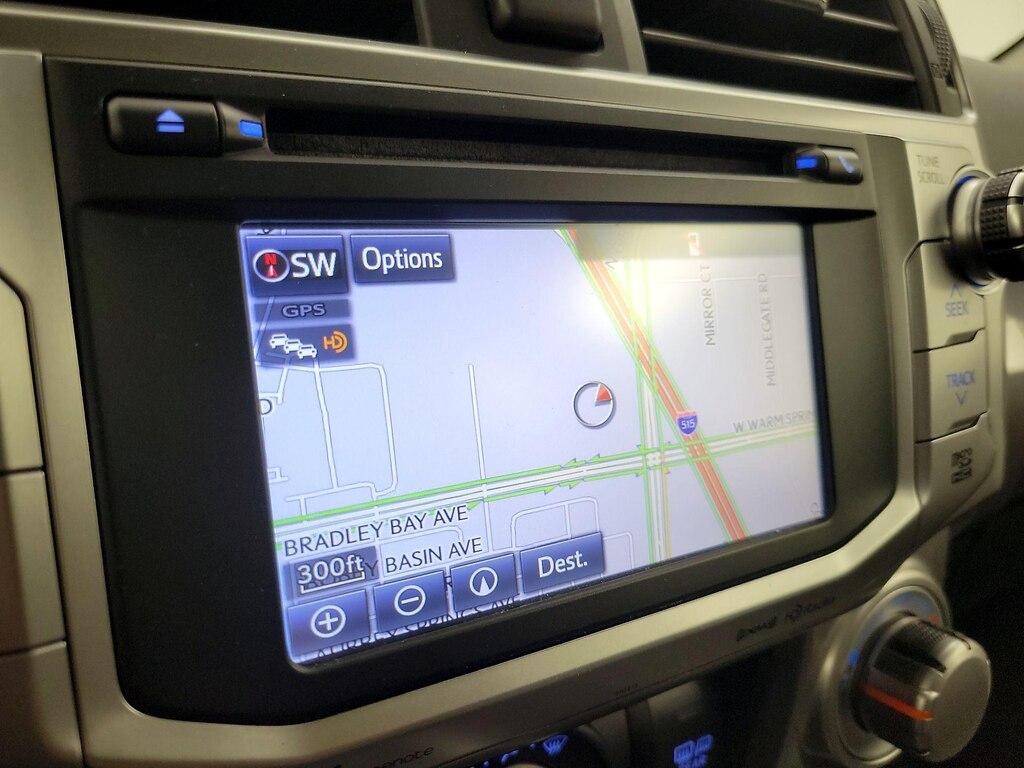 TUNE
SCROLL
N
SW
Options
GPS
HD
MIRROR CT
MIDDLEGATE RD
SEEK
TRACK
515
W WARM SPRIN
BRADLEY BAY AVE
BASIN AVE
300ft
Dest.